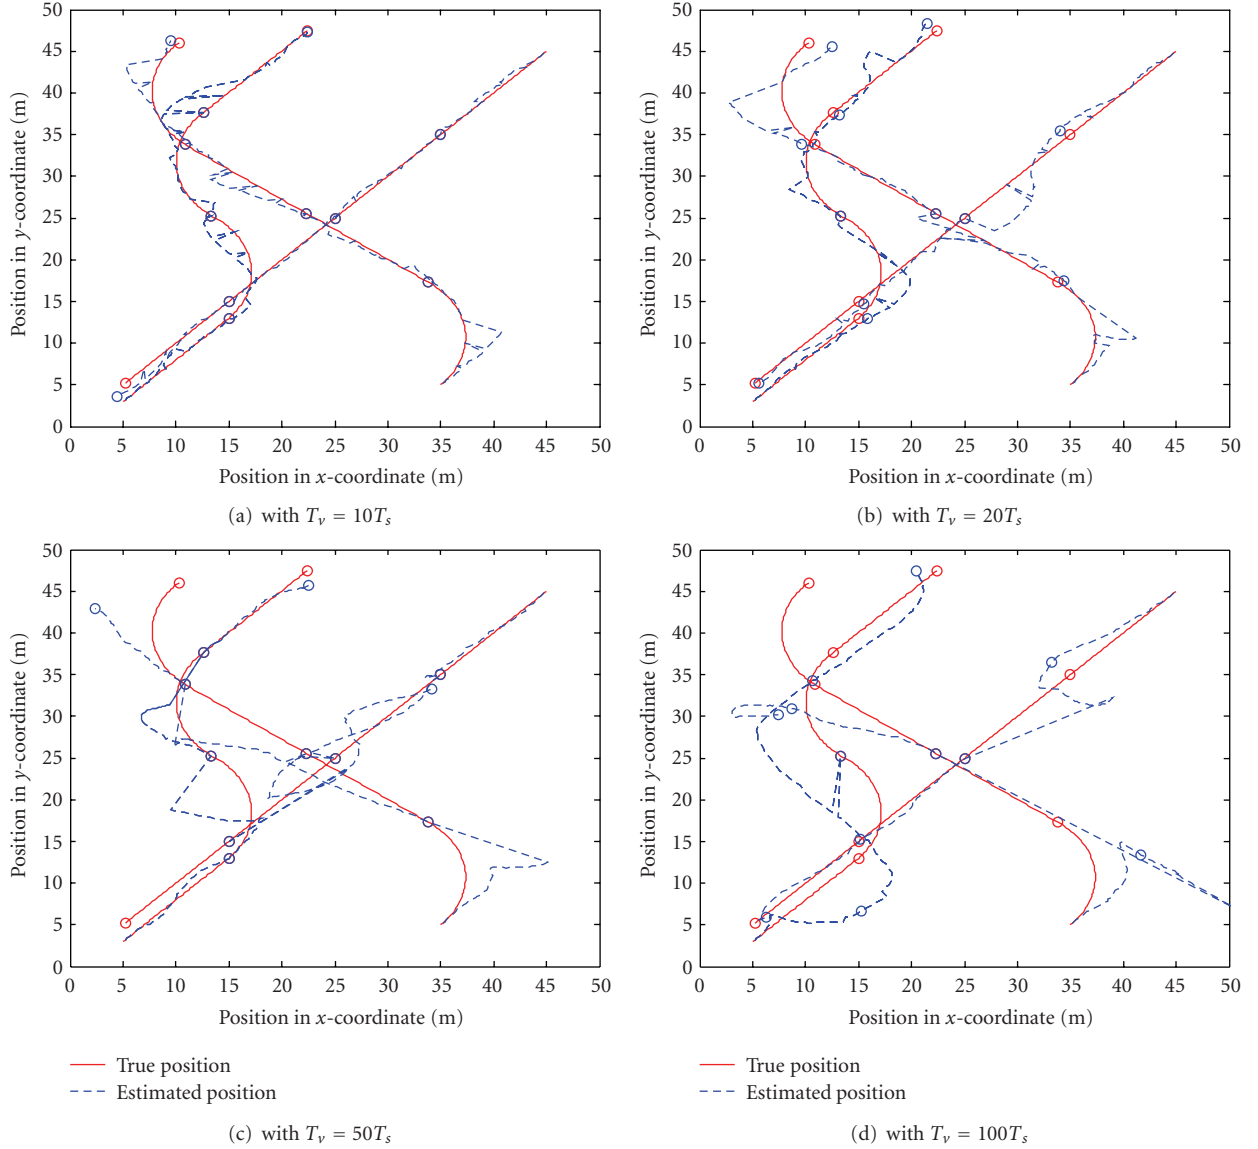 50
45
40
35
30
25
20
15
10
5
0
Position in y-coordinate (m)
0 5 10 15 20 25 30 35 40 45 50
Position in x-coordinate (m)
(a) with Tv = 10Ts
50
45
40
35
30
25
20
15
10
5
0
Position in y-coordinate (m)
0 5 10 15 20 25 30 35 40 45 50
Position in x-coordinate (m)
(b) with Tv = 20Ts
50
45
40
35
30
25
20
15
10
5
0
Position in y-coordinate (m)
0 5 10 15 20 25 30 35 40 45 50
Position in x-coordinate (m)
True position
Estimated position
(c) with Tv = 50Ts
50
45
40
35
30
25
20
15
10
5
0
Position in y-coordinate (m)
0 5 10 15 20 25 30 35 40 45 50
Position in x-coordinate (m)
True position
Estimated position
(d) with Tv = 100Ts